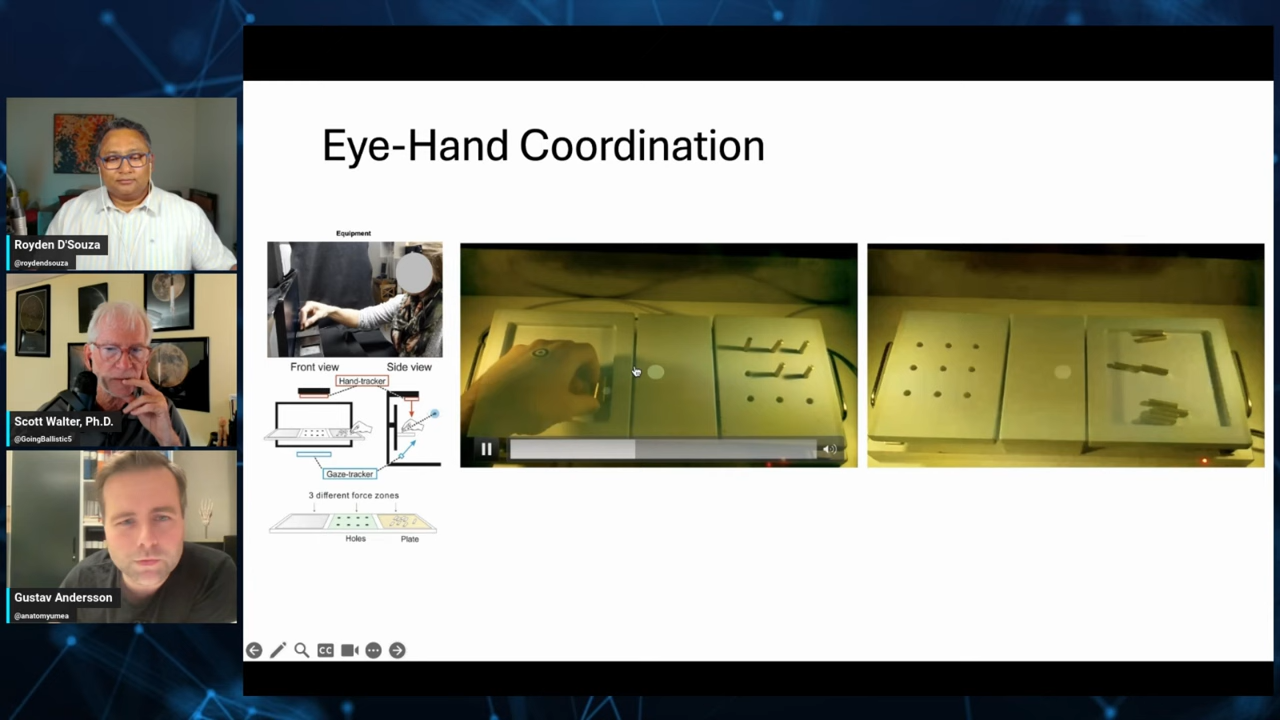 Royden D'Souza
@roydendsouza
Scott Walter, Ph.D.
@GoingBallistic5
Gustav Andersson
@anatomyumea
Eye-Hand Coordination
Equipment
Front view
Side view
Hand-tracker
Gaze-tracker
3 different force zones
Holes
Plate
CC